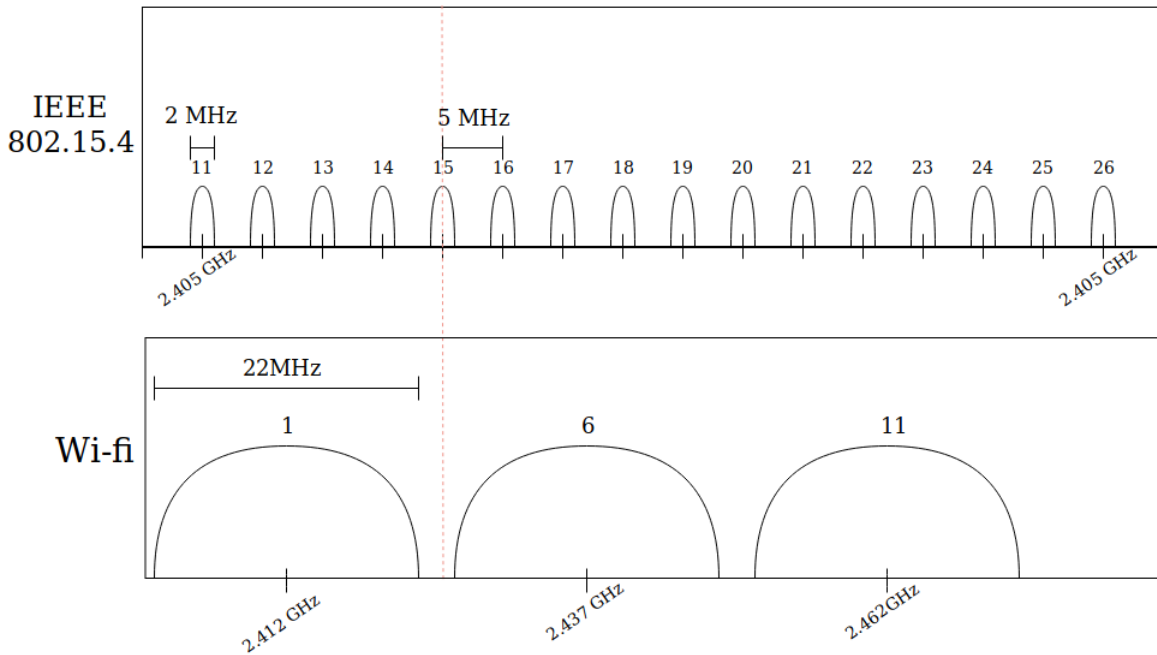 IEEE
802.15.4
2 MHz
5 MHz
11 12 13 14 15 16 17 18 19 20 21 22 23 24 25 26
2.405 GHz
2.405 GHz
Wi-fi
22MHz
1 6 11
2.412 GHz
2.437 GHz
2.462GHz